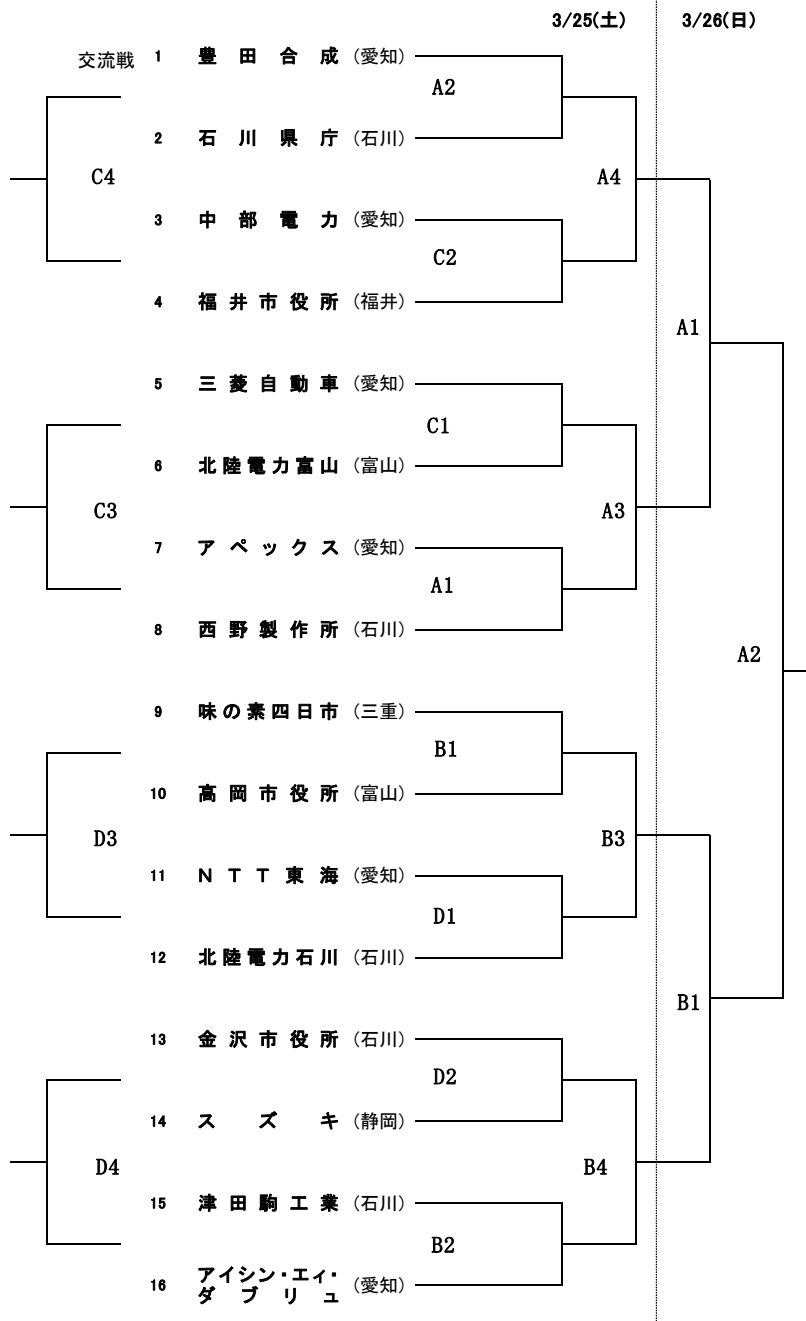 3/25(土) 3/26(日)
交流戦
1 豊田合成 (愛知)
A2
2 石川県庁 (石川)
C4 A4
3 中部電力 (愛知)
C2
4 福井市役所 (福井)
A1
5 三菱自動車 (愛知)
C1
6 北陸電力富山 (富山)
C3 A3
7 アペックス (愛知)
A1
8 西野製作所 (石川)
A2
9 味の素四日市 (三重)
B1
10 高岡市役所 (富山)
D3 B3
11 NTT東海 (愛知)
D1
12 北陸電力石川 (石川)
B1
13 金沢市役所 (石川)
D2
14 スズキ (静岡)
D4 B4
15 津田駒工業 (石川)
B2
16 アイシン・エィ・
ダブリュ (愛知)